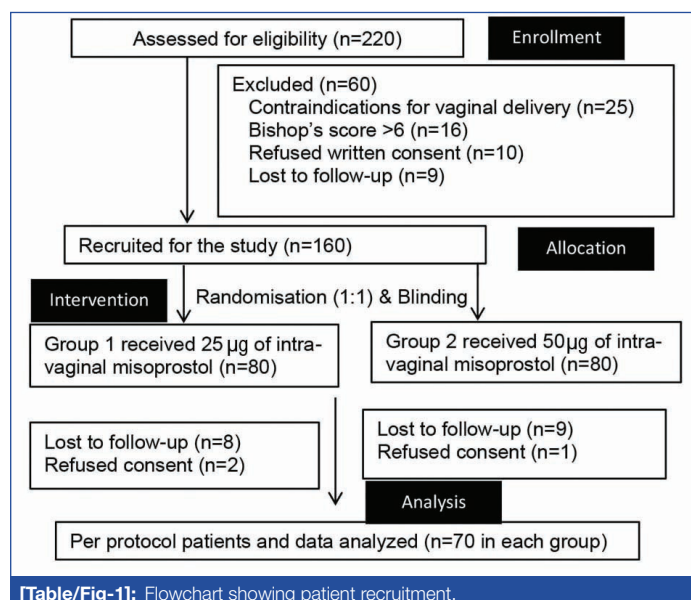 Assessed for eligibility (n=220)
Enrollment
Excluded (n=60)
Contraindications for vaginal delivery (n=25)
Bishop's score >6 (n=16)
Refused written consent (n=10)
Lost to follow-up (n=9)
Recruited for the study (n=160)
Allocation
Intervention
Randomisation (1:1) & Blinding
Group 1 received 25 µg of intra-
vaginal misoprostol (n=80)
Group 2 received 50µg of intra-
vaginal misoprostol (n=80)
Lost to follow-up (n=8)
Refused consent (n=2)
Lost to follow-up (n=9)
Refused consent (n=1)
Analysis
Per protocol patients and data analyzed (n=70 in each group)
[Table/Fig-1]: Flowchart showing patient recruitment.